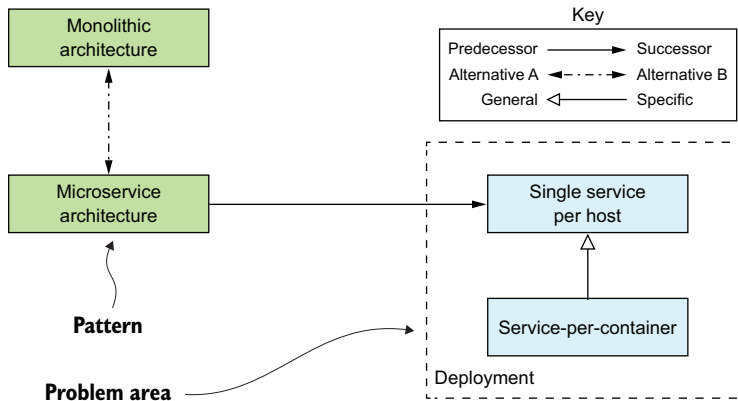 Monolithic
architecture
Key
Predecessor
Successor
Alternative A
Alternative B
General
Specific
Microservice
architecture
Single service
per host
Service-per-container
Deployment
Pattern
Problem area